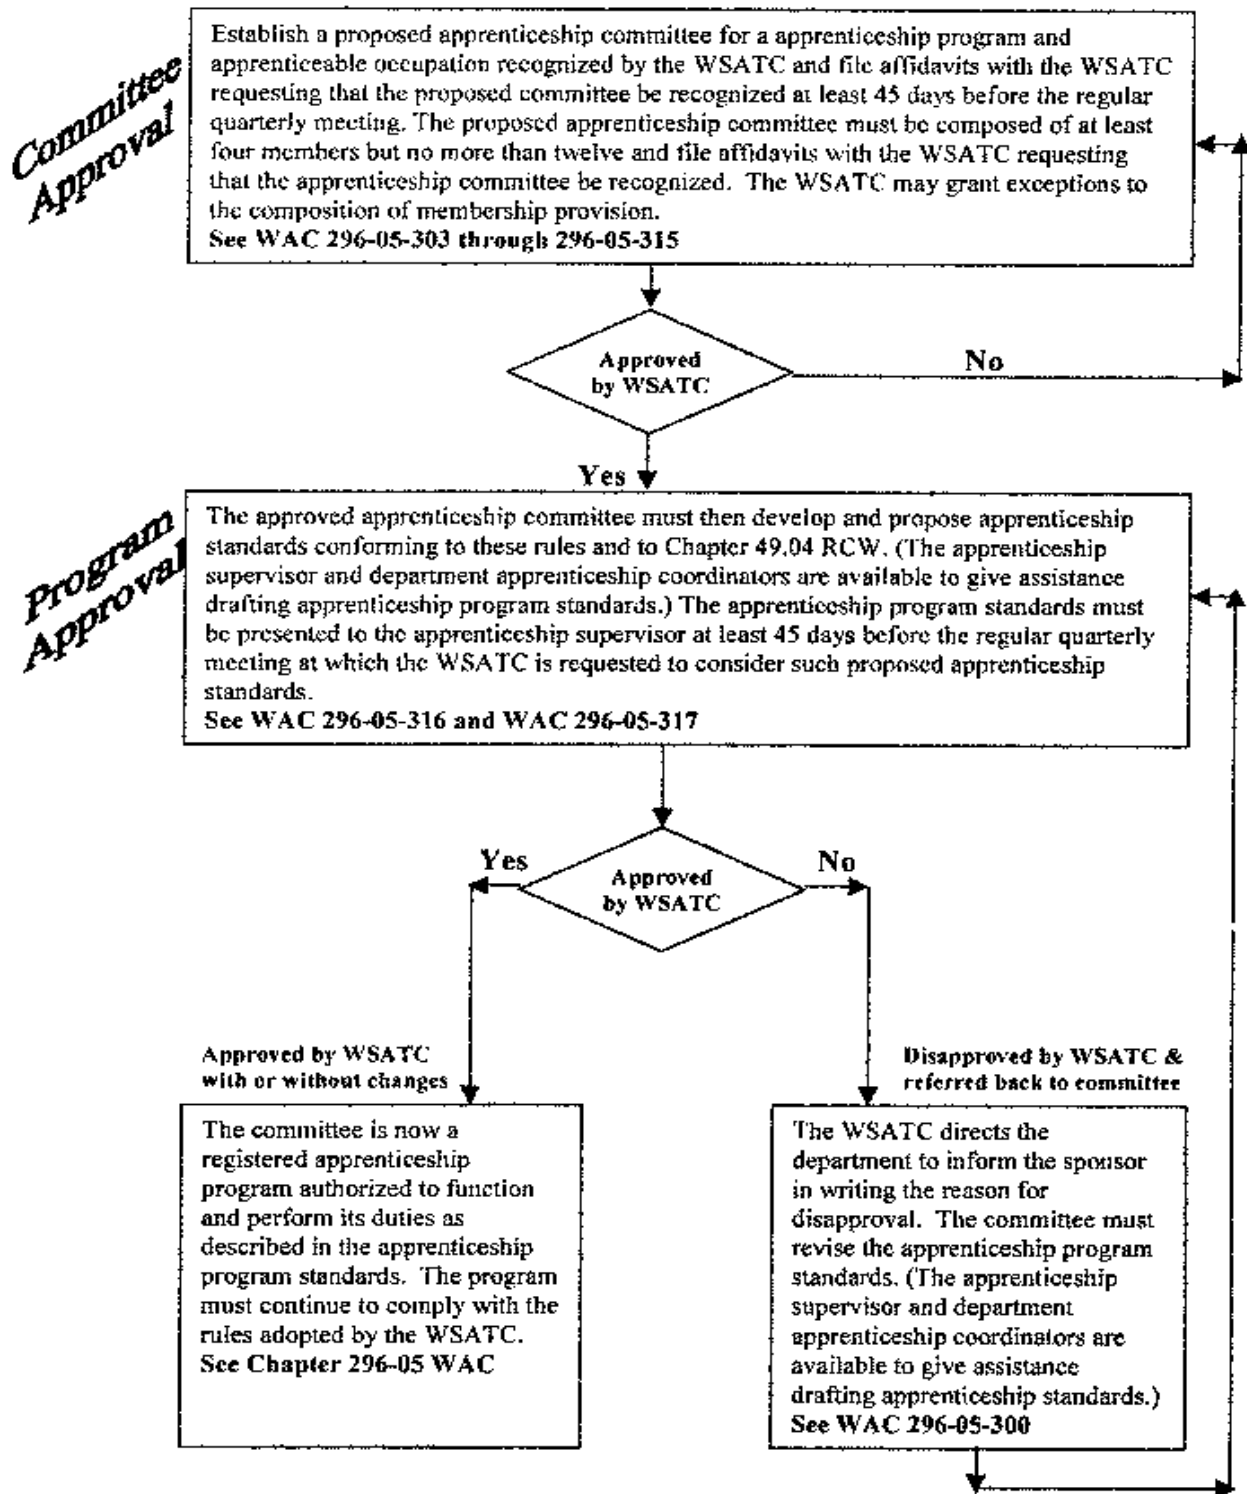 Committee
Approval
Establish a proposed apprenticeship committee for a apprenticeship program and
apprenticeable occupation recognized by the WSATC and file affidavits with the WSATC
requesting that the proposed committee be recognized at least 45 days before the regular
quarterly meeting. The proposed apprenticeship committee must be composed of at least
four members but no more than twelve and file affidavits with the WSATC requesting
that the apprenticeship committee be recognized. The WSATC may grant exceptions to
the composition of membership provision.
See WAC 296-05-303 through 296-05-315
Approved
by WSATC
No
Yes
Program
Approval
The approved apprenticeship committee must then develop and propose apprenticeship
standards conforming to these rules and to Chapter 49.04 RCW. (The apprenticeship
supervisor and department apprenticeship coordinators are available to give assistance
drafting apprenticeship program standards.) The apprenticeship program standards must
be presented to the apprenticeship supervisor at least 45 days before the regular quarterly
meeting at which the WSATC is requested to consider such proposed apprenticeship
standards.
See WAC 296-05-316 and WAC 296-05-317
Yes
No
Approved
by WSATC
Approved by WSATC
with or without changes
The committee is now a
registered apprenticeship
program authorized to function
and perform its duties as
described in the apprenticeship
program standards. The program
must continue to comply with the
rules adopted by the WSATC.
See Chapter 296-05 WAC
Disapproved by WSATC &
referred back to committee
The WSATC directs the
department to inform the sponsor
in writing the reason for
disapproval. The committee must
revise the apprenticeship program
standards. (The apprenticeship
supervisor and department
apprenticeship coordinators are
available to give assistance
drafting apprenticeship standards.)
See WAC 296-05-300